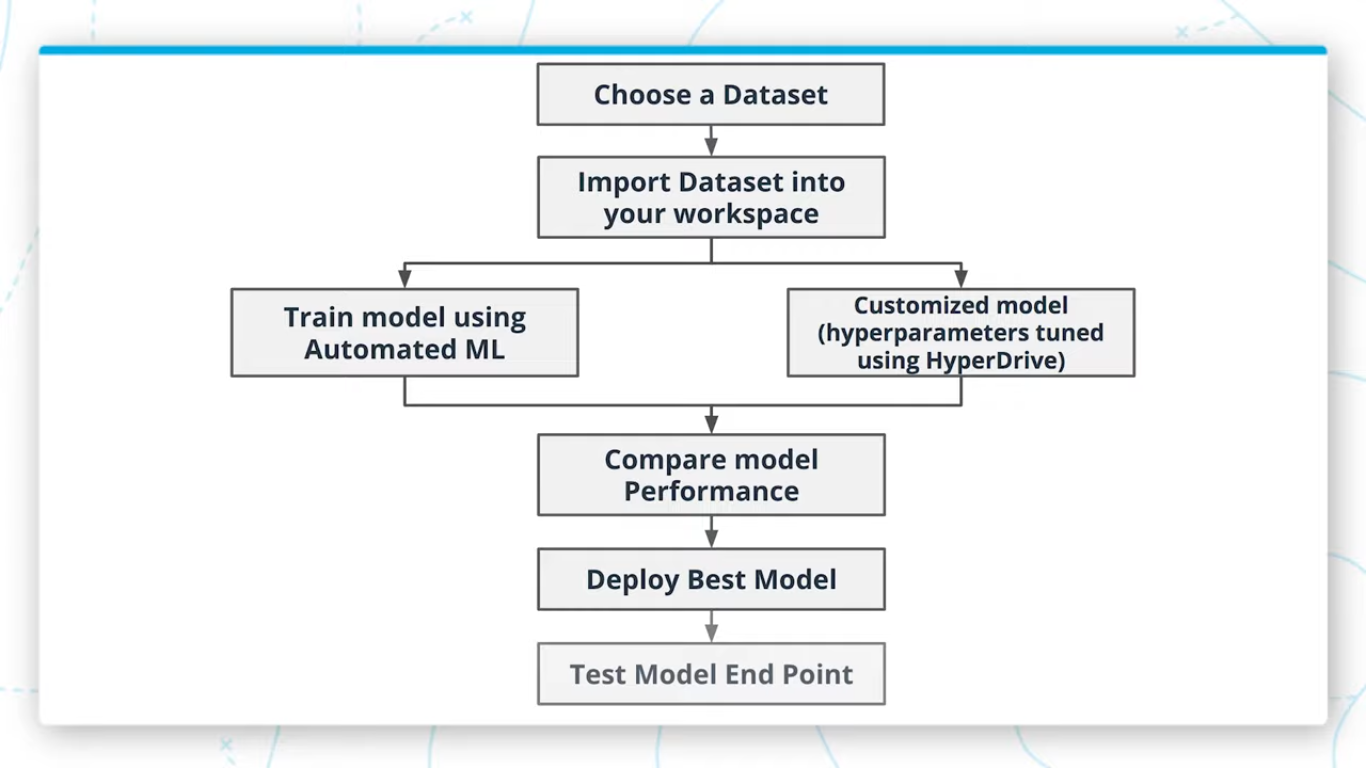 Choose a Dataset
Import Dataset into
your workspace
Train model using
Automated ML
Customized model
(hyperparameters tuned
using HyperDrive)
Compare model
Performance
Deploy Best Model
Test Model End Point